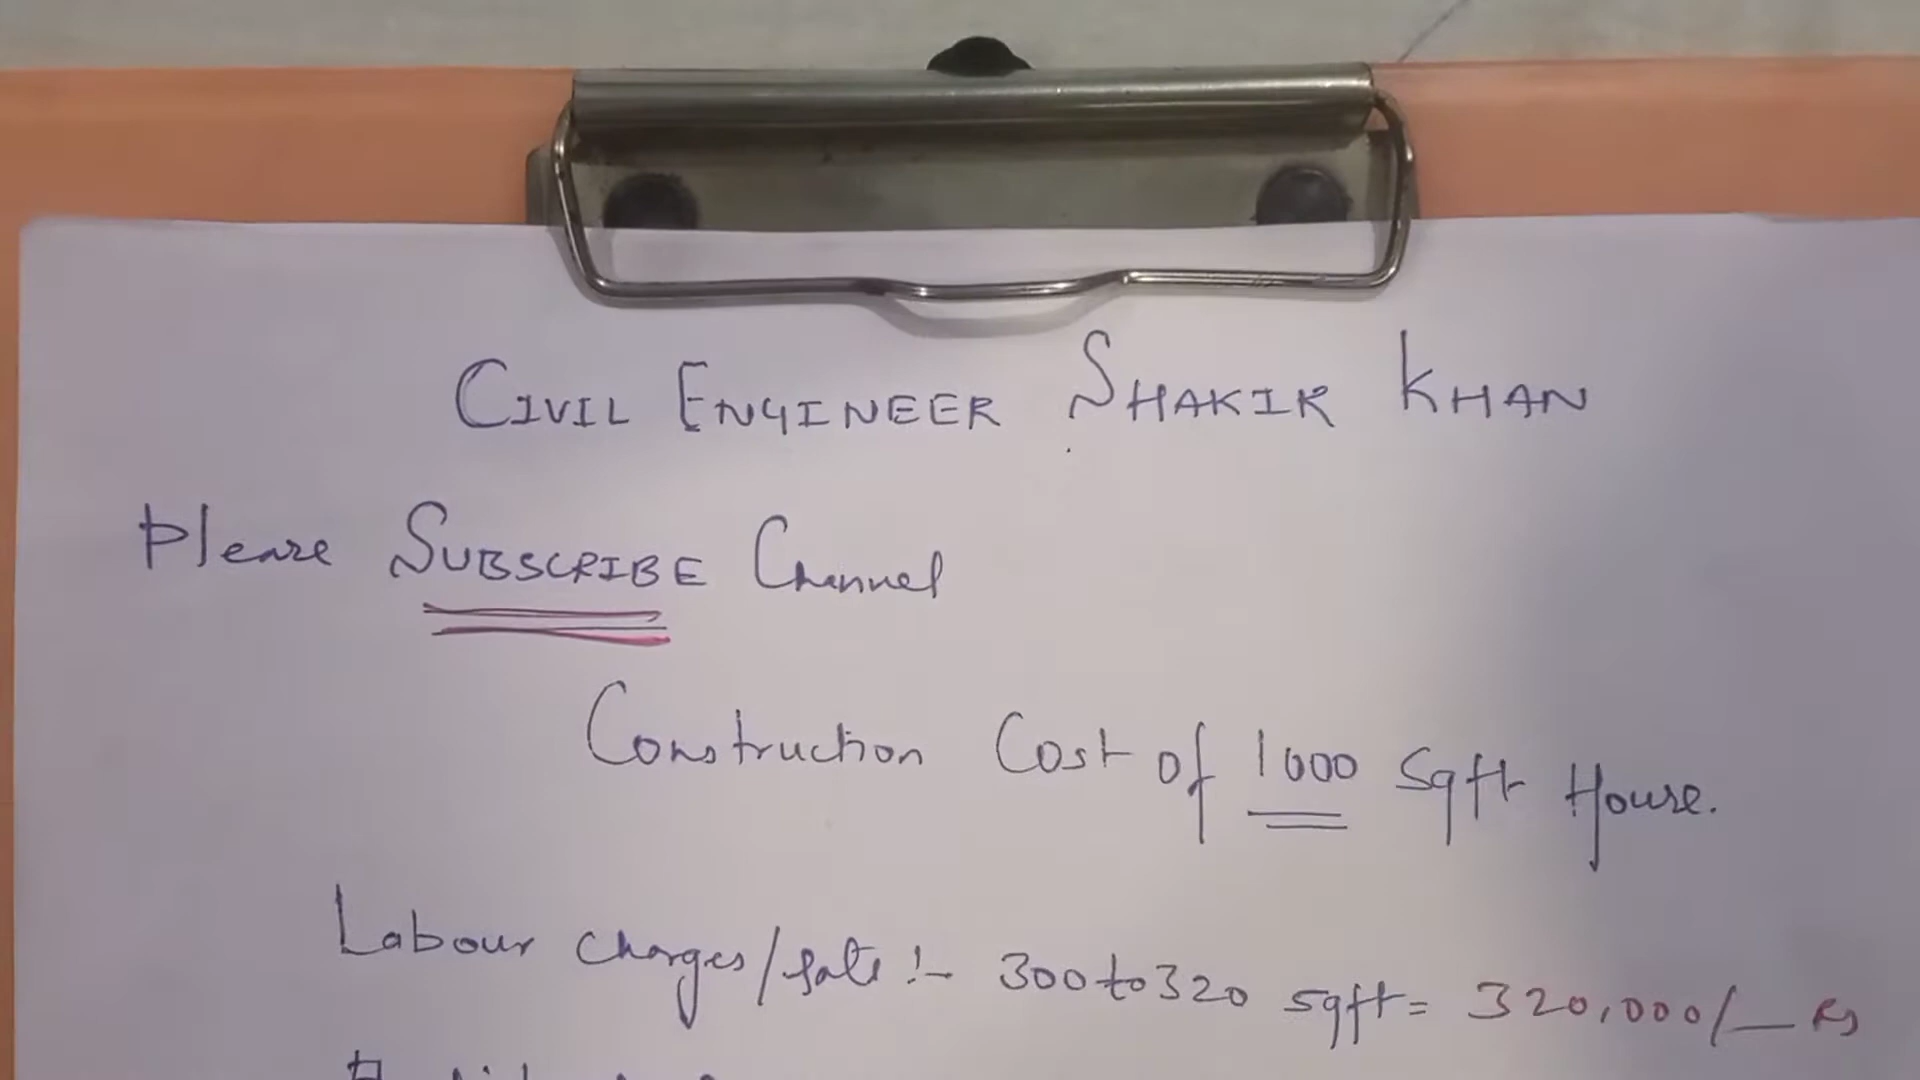 CIVIL ENGINEER SHAKIR KHAN
Please SUBSCRIBE Channel
Construction Cost of 1000 Sqft House.
Labour charges/rate :- 300 to 320 sqft = 320,000/— Rs